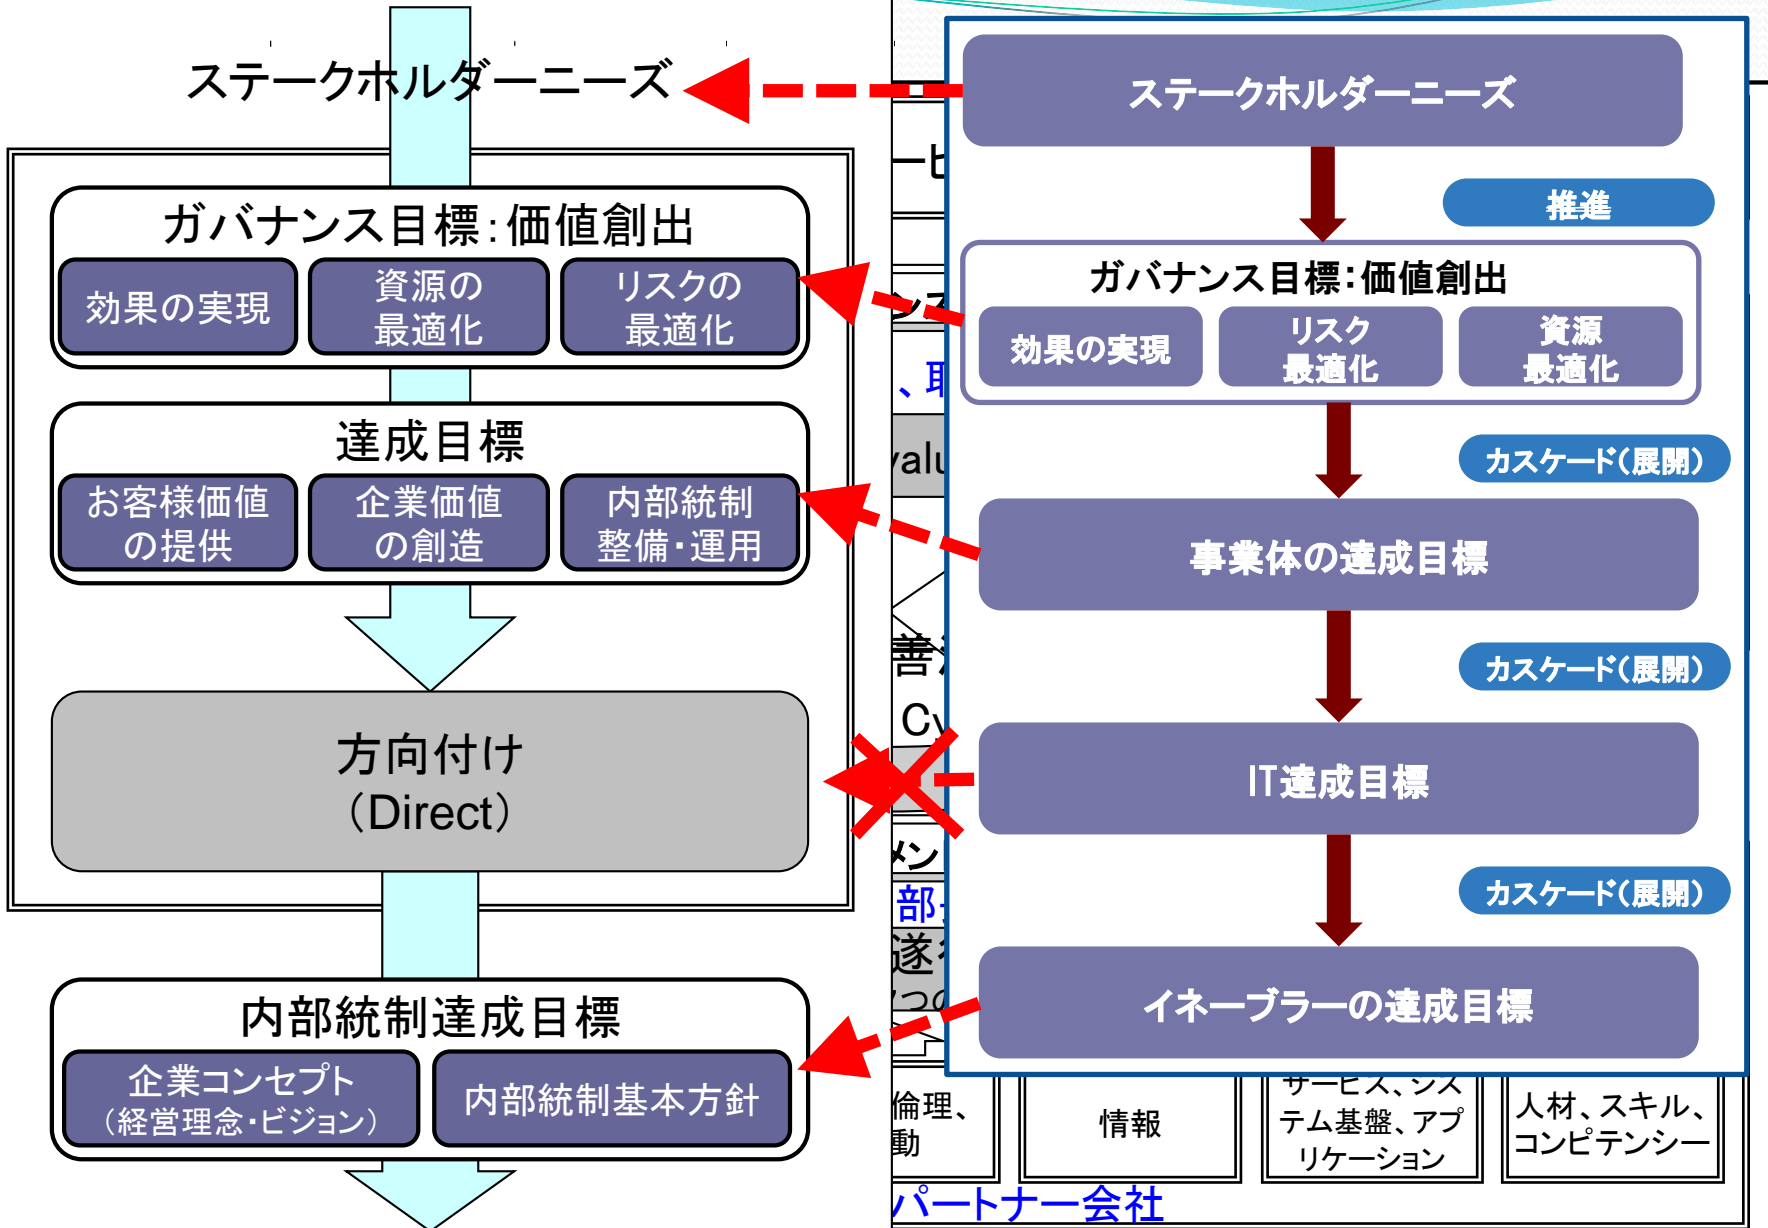 ステークホルダーニーズ
ガバナンス目標:価値創出
効果の実現
資源の
最適化
リスクの
最適化
達成目標
お客様価値
の提供
企業価値
の創造
内部統制
整備・運用
方向付け
(Direct)
内部統制達成目標
企業コンセプト
(経営理念・ビジョン)
内部統制基本方針
ステークホルダーニーズ
推進
ガバナンス目標:価値創出
効果の実現
リスク
最適化
資源
最適化
カスケード(展開)
事業体の達成目標
カスケード(展開)
IT達成目標
カスケード(展開)
イネーブラーの達成目標
倫理、
動
情報
サービス、シス
テム基盤、アプ
リケーション
人材、スキル、
コンピテンシー
パートナー会社